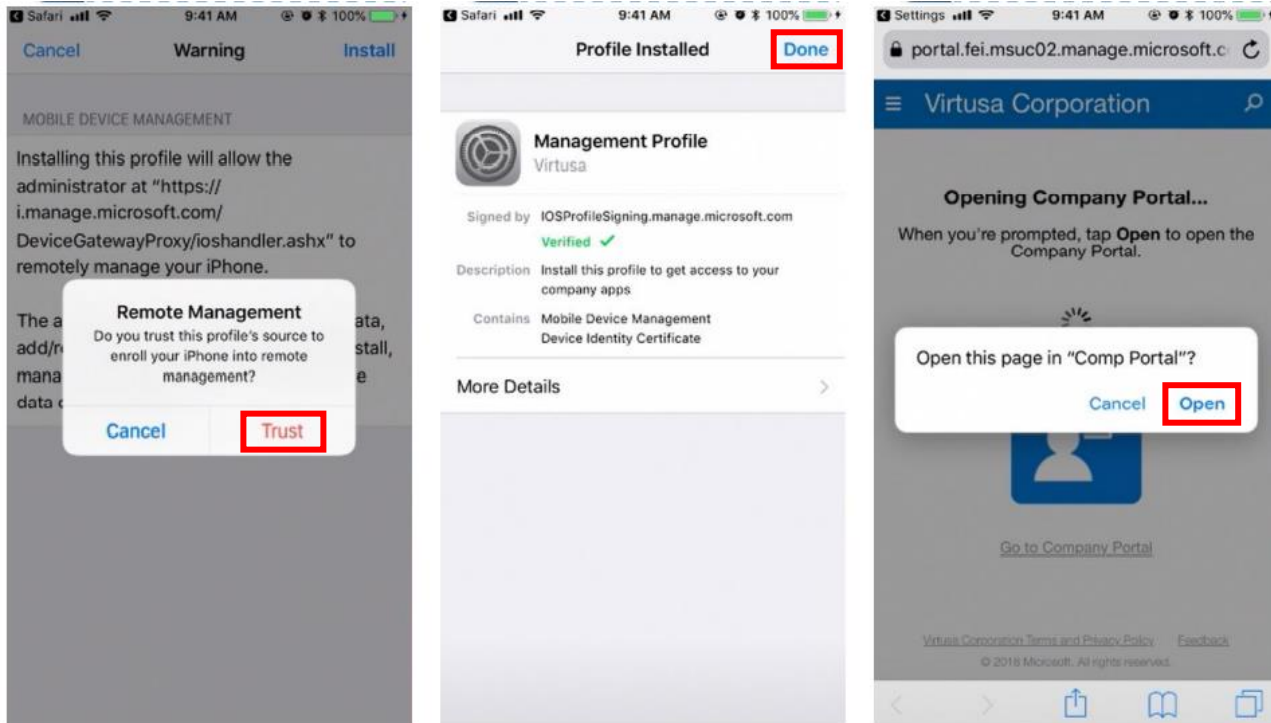 Safari 9:41 AM 100%
Cancel Warning Install
MOBILE DEVICE MANAGEMENT
Installing this profile will allow the
administrator at "https://
i.manage.microsoft.com/
DeviceGatewayProxy/ioshandler.ashx" to
remotely manage your iPhone.
The a ata,
add/r stall,
mana e
data
Remote Management
Do you trust this profile's source to
enroll your iPhone into remote
management?
Cancel Trust
Safari 9:41 AM 100%
Profile Installed Done
Management Profile
Virtusa
Signed by IOSProfileSigning.manage.microsoft.com
Verified ✓
Description Install this profile to get access to your
company apps
Contains Mobile Device Management
Device Identity Certificate
More Details
Settings 9:41 AM 100%
portal.fei.msuc02.manage.microsoft.c
Virtusa Corporation
Opening Company Portal...
When you're prompted, tap Open to open the
Company Portal.
Open this page in "Comp Portal"?
Cancel Open
Go to Company Portal
Virtusa Corporation Terms and Privacy Policy Feedback
© 2018 Microsoft. All rights reserved.